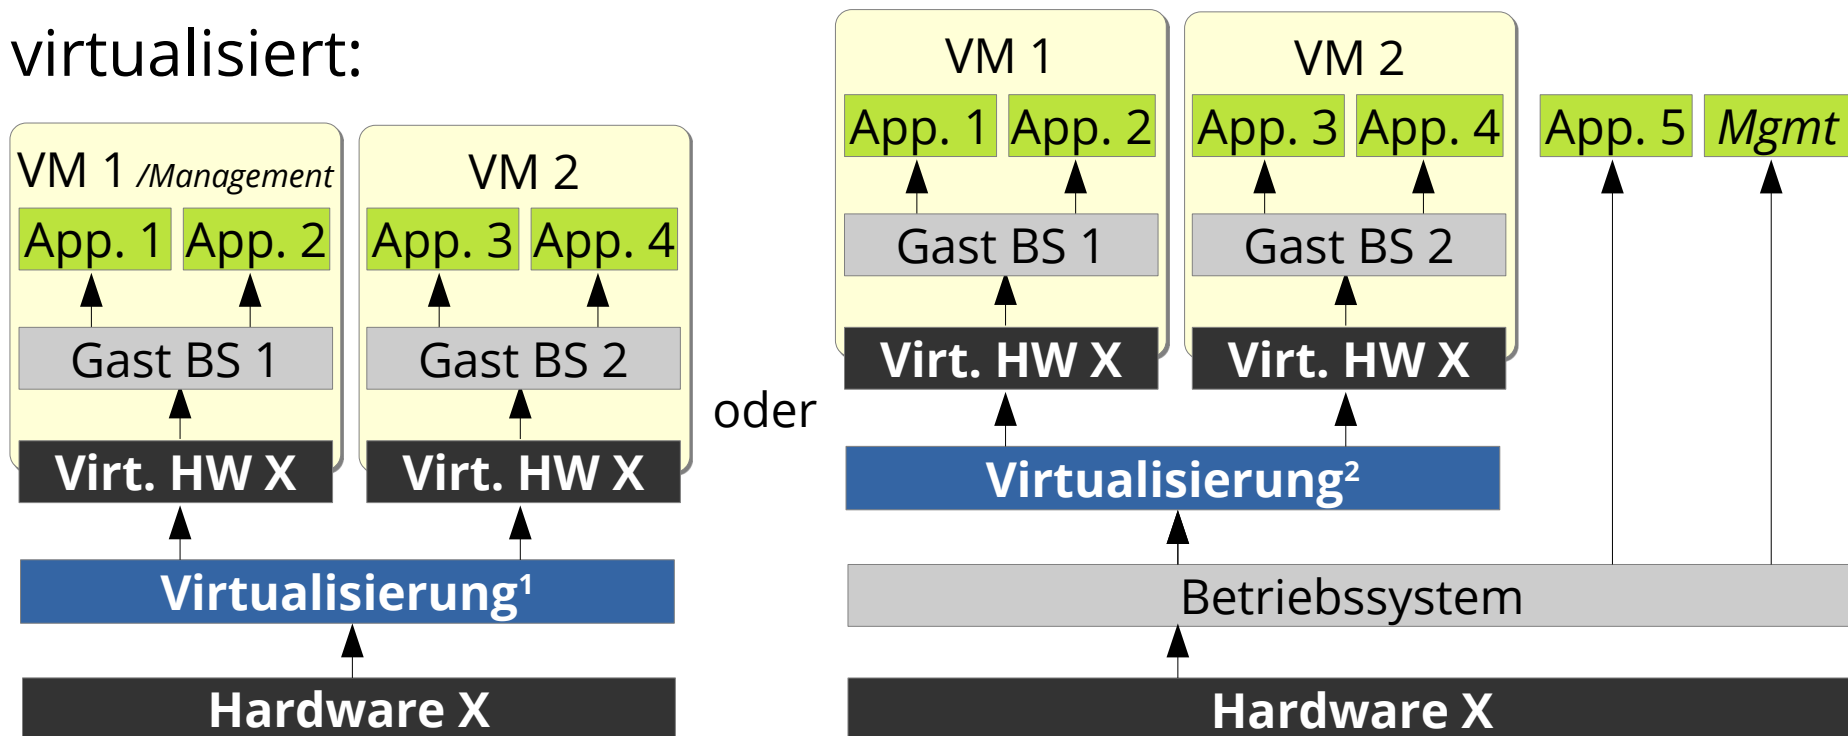 virtualisiert:
VM 1 /Management
VM 2
App. 1
App. 2
App. 3
App. 4
Gast BS 1
Gast BS 2
Virt. HW X
Virt. HW X
Virtualisierung¹
Hardware X
oder
VM 1
VM 2
App. 1
App. 2
App. 3
App. 4
App. 5
Mgmt
Gast BS 1
Gast BS 2
Virt. HW X
Virt. HW X
Virtualisierung²
Betriebssystem
Hardware X